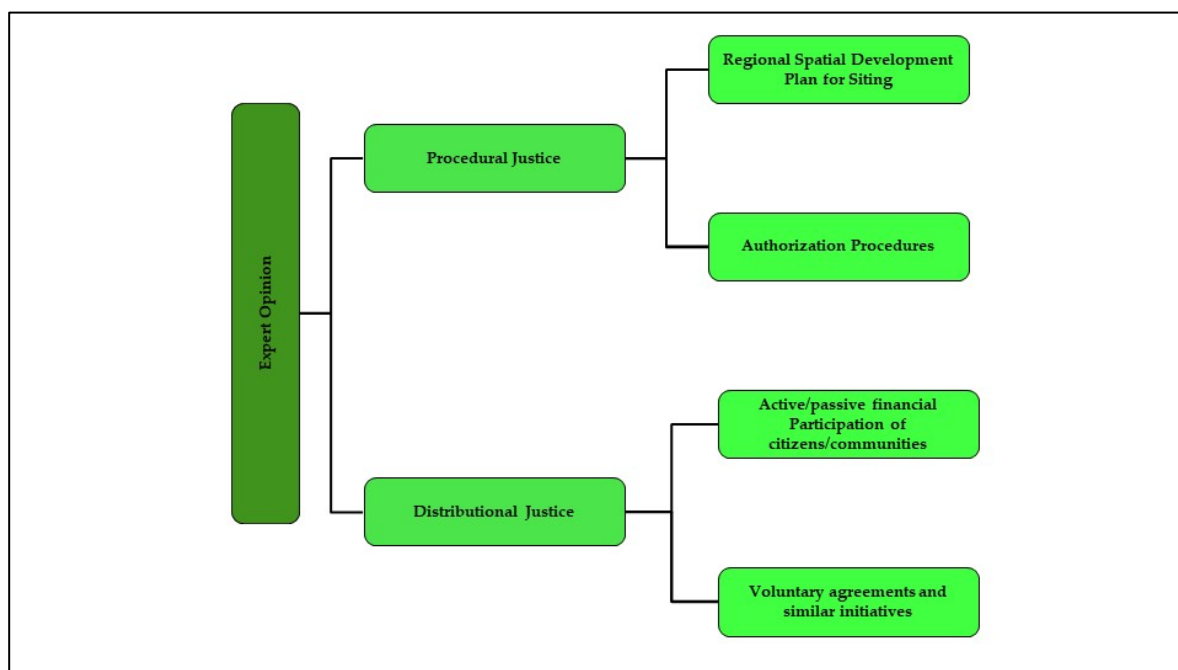 Expert Opinion
Procedural Justice
Regional Spatial Development
Plan for Siting
Authorization Procedures
Distributional Justice
Active/passive financial
Participation of
citizens/communities
Voluntary agreements and
similar initiatives